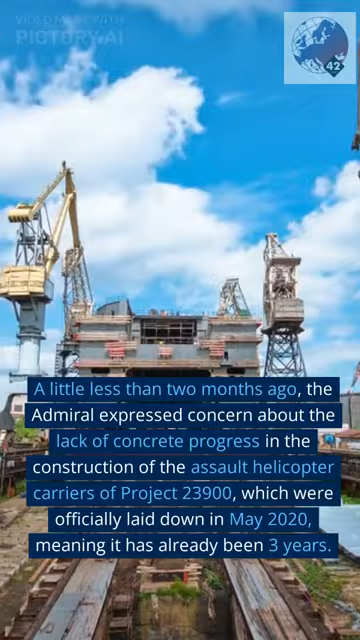 VIDEO MADE WITH
PICTORY.AI
42
A little less than two months ago, the
Admiral expressed concern about the
lack of concrete progress in the
construction of the assault helicopter
carriers of Project 23900, which were
officially laid down in May 2020,
meaning it has already been 3 years.